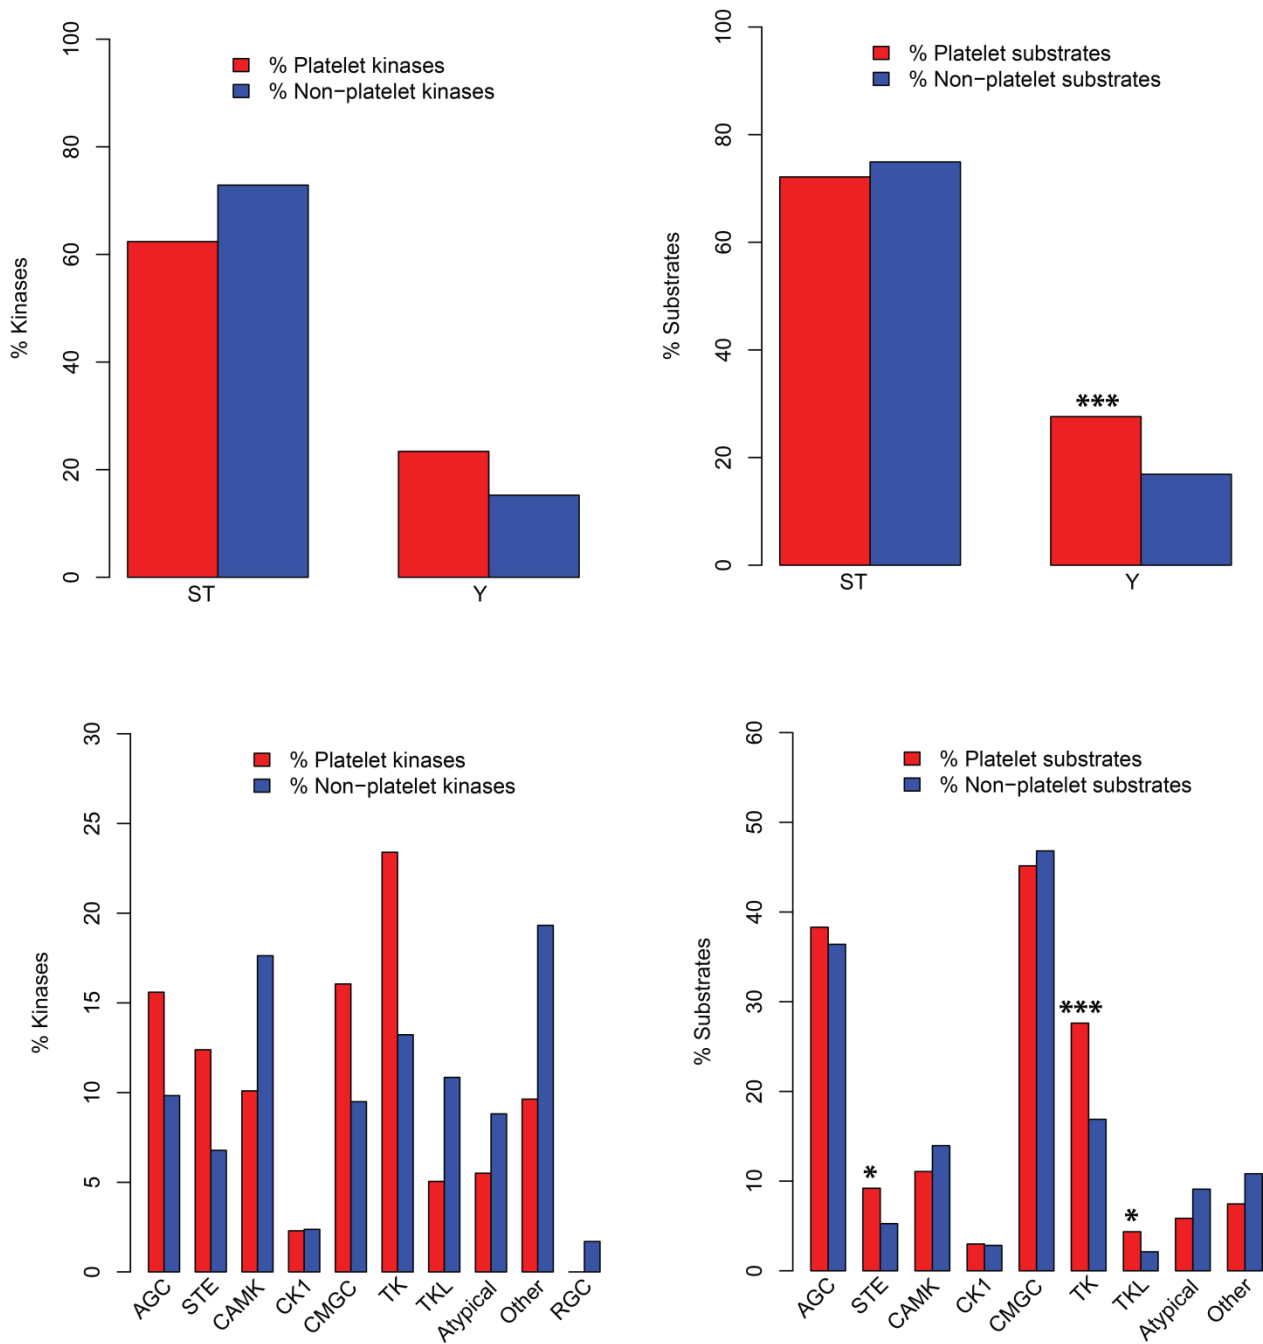 % Platelet kinases
% Non−platelet kinases
% Kinases
0
20
40
60
80
100
ST
Y
% Platelet substrates
% Non−platelet substrates
% Substrates
0
20
40
60
80
100
***
ST
Y
% Platelet kinases
% Non−platelet kinases
% Kinases
0
5
10
15
20
25
30
AGC
STE
CAMK
CK1
CMGC
TK
TKL
Atypical
Other
RGC
% Platelet substrates
% Non−platelet substrates
% Substrates
0
10
20
30
40
50
60
*
***
*
AGC
STE
CAMK
CK1
CMGC
TK
TKL
Atypical
Other